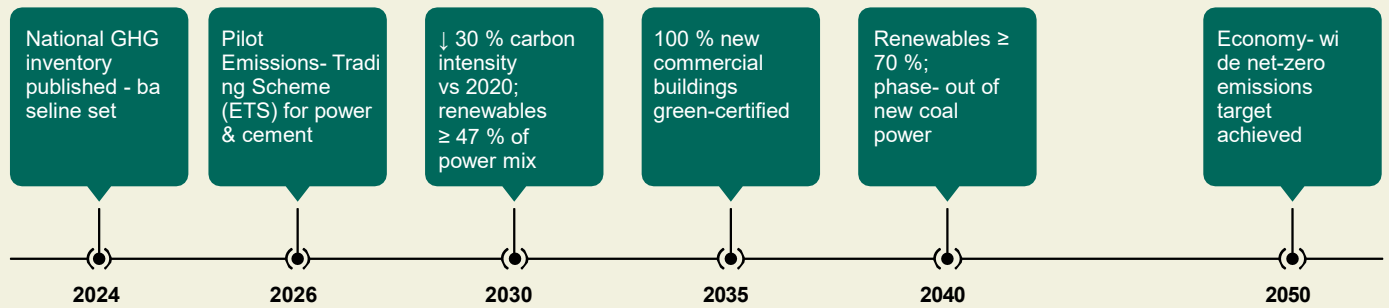 National GHG
inventory
published - ba
seline set
Pilot
Emissions- Tradi
ng Scheme
(ETS) for power
& cement
↓ 30 % carbon
intensity
vs 2020;
renewables
≥ 47 % of
power mix
100 % new
commercial
buildings
green-certified
Renewables ≥
70 %;
phase- out of
new coal
power
Economy- wi
de net-zero
emissions
target
achieved
2024
2026
2030
2035
2040
2050